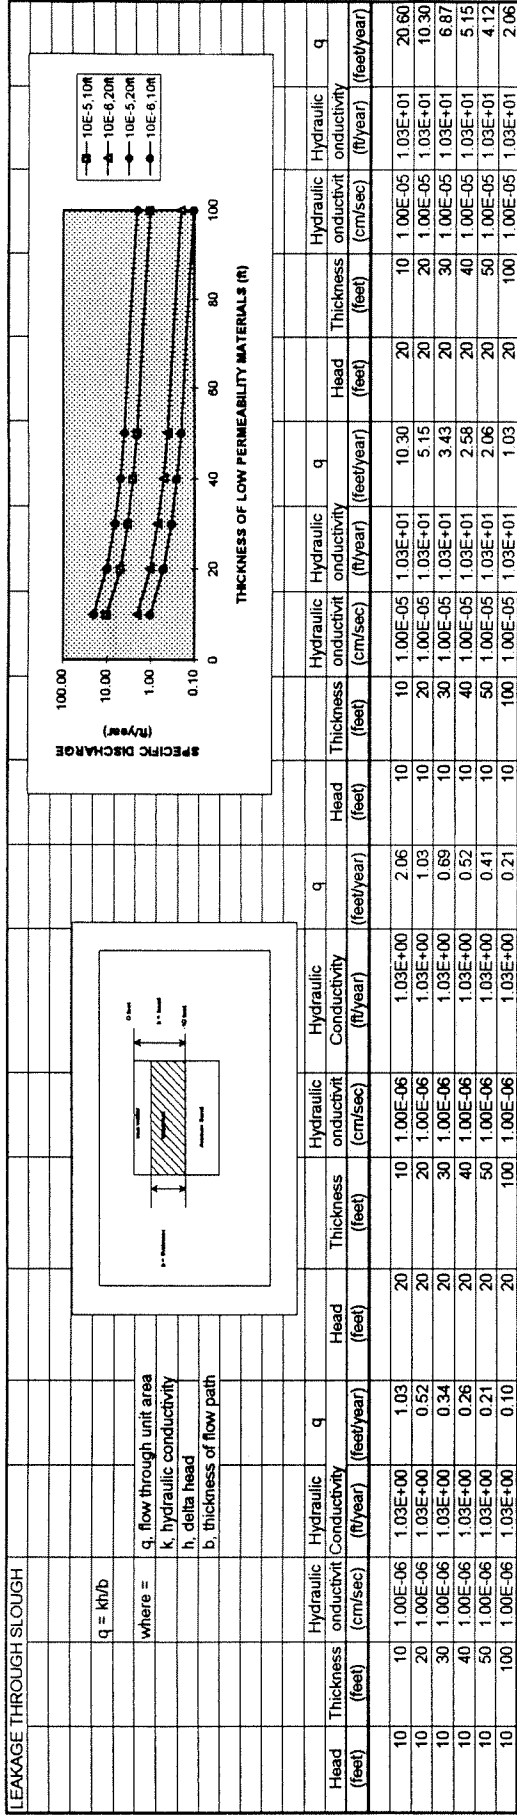 LEAKAGE THROUGH SLOUGH
q = kh/b
where =
q, flow through unit area
k, hydraulic conductivity
h, delta head
b, thickness of flow path
0 feet
b = thickness
100.00
10.00
1.00
0.10
0 20 40 60 80 100
SPECIFIC DISCHARGE
(ft/year)
THICKNESS OF LOW PERMEABILITY MATERIALS (ft)
10E-5,10ft
10E-6,20ft
10E-5,20ft
10E-6,10ft
Hydraulic Hydraulic q Hydraulic Hydraulic q Hydraulic Hydraulic q Hydraulic Hydraulic q
Head Thickness onductivit Conductivity Head Thickness onductivit Conductivity Head Thickness onductivit onductivity Head Thickness onductivit onductivity
(feet) (feet) (cm/sec) (ft/year) (feet/year) (feet) (feet) (cm/sec) (ft/year) (feet/year) (feet) (feet) (cm/sec) (ft/year) (feet/year) (feet) (feet) (cm/sec) (ft/year) (feet/year)
10 10 1.00E-06 1.03E+00 1.03 20 10 1.00E-06 1.03E+00 2.06 10 10 1.00E-05 1.03E+01 10.30 20 10 1.00E-05 1.03E+01 20.60
10 20 1.00E-06 1.03E+00 0.52 20 20 1.00E-06 1.03E+00 1.03 10 20 1.00E-05 1.03E+01 5.15 20 20 1.00E-05 1.03E+01 10.30
10 30 1.00E-06 1.03E+00 0.34 20 30 1.00E-06 1.03E+00 0.69 10 30 1.00E-05 1.03E+01 3.43 20 30 1.00E-05 1.03E+01 6.87
10 40 1.00E-06 1.03E+00 0.26 20 40 1.00E-06 1.03E+00 0.52 10 40 1.00E-05 1.03E+01 2.58 20 40 1.00E-05 1.03E+01 5.15
10 50 1.00E-06 1.03E+00 0.21 20 50 1.00E-06 1.03E+00 0.41 10 50 1.00E-05 1.03E+01 2.06 20 50 1.00E-05 1.03E+01 4.12
10 100 1.00E-06 1.03E+00 0.10 20 100 1.00E-06 1.03E+00 0.21 10 100 1.00E-05 1.03E+01 1.03 20 100 1.00E-05 1.03E+01 2.06